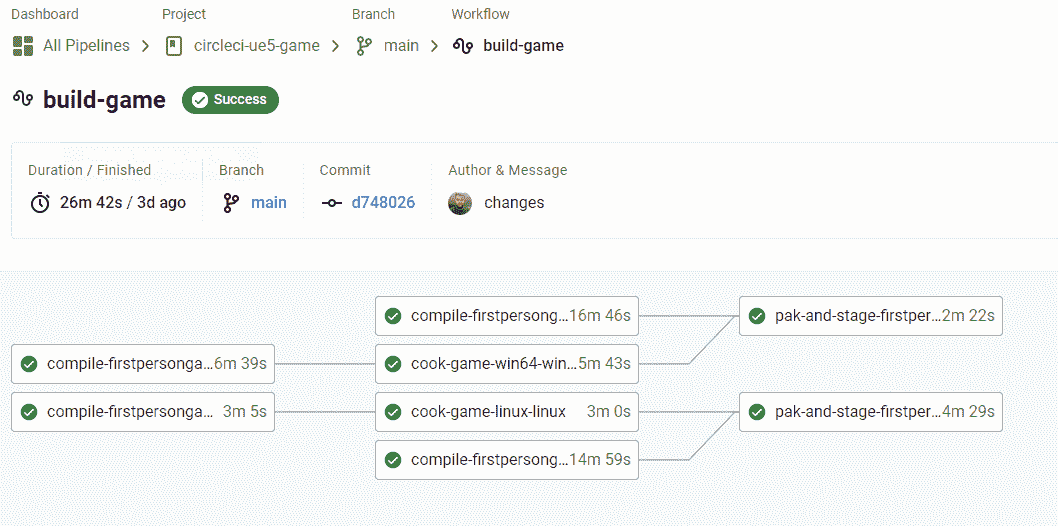 Dashboard Project Branch Workflow
All Pipelines circleci-ue5-game main build-game
build-game Success
Duration / Finished Branch Commit Author & Message
26m 42s / 3d ago main d748026 changes
compile-firstpersong...16m 46s pak-and-stage-firstper...2m 22s
compile-firstpersonga...6m 39s cook-game-win64-win...5m 43s
compile-firstpersonga... 3m 5s cook-game-linux-linux 3m 0s pak-and-stage-firstper...4m 29s
compile-firstpersong...14m 59s